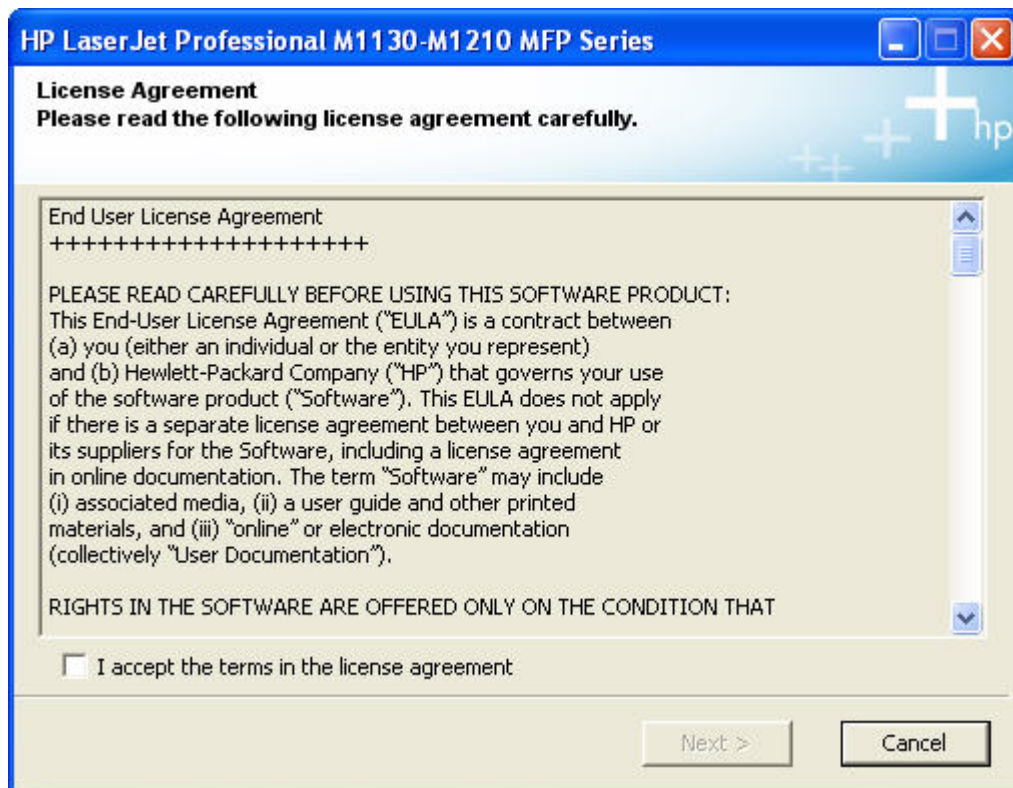 HP LaserJet Professional M1130-M1210 MFP Series
License Agreement
Please read the following license agreement carefully.
hp
End User License Agreement
++++++++++++++++++++
PLEASE READ CAREFULLY BEFORE USING THIS SOFTWARE PRODUCT:
This End-User License Agreement ("EULA") is a contract between
(a) you (either an individual or the entity you represent)
and (b) Hewlett-Packard Company ("HP") that governs your use
of the software product ("Software"). This EULA does not apply
if there is a separate license agreement between you and HP or
its suppliers for the Software, including a license agreement
in online documentation. The term "Software" may include
(i) associated media, (ii) a user guide and other printed
materials, and (iii) "online" or electronic documentation
(collectively "User Documentation").
RIGHTS IN THE SOFTWARE ARE OFFERED ONLY ON THE CONDITION THAT
I accept the terms in the license agreement
Next >
Cancel